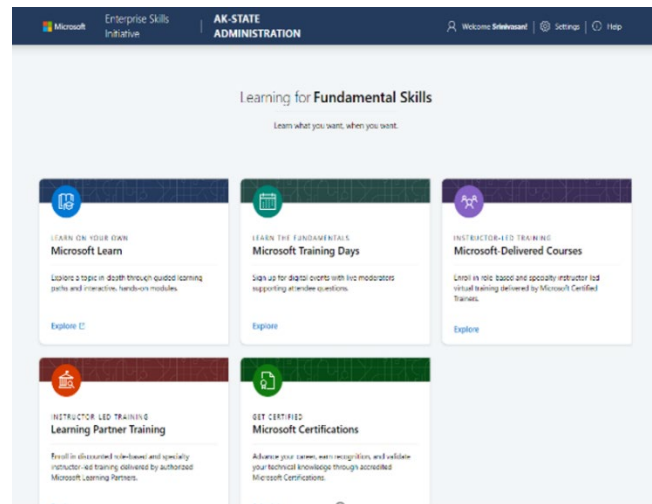 Microsoft
Enterprise Skills
Initiative
AK-STATE
ADMINISTRATION
Welcome Srinivasan!
Settings
Help
Learning for Fundamental Skills
Learn what you want, when you want.
LEARN ON YOUR OWN
Microsoft Learn
Explore a topic in depth through guided learning
paths and interactive, hands-on modules.
Explore
LEARN THE FUNDAMENTALS
Microsoft Training Days
Sign up for digital events with live moderators
supporting attendee questions.
Explore
INSTRUCTOR-LED TRAINING
Microsoft-Delivered Courses
Enroll in role-based and specialty instructor-led
virtual training delivered by Microsoft Certified
Trainers.
Explore
INSTRUCTOR LED TRAINING
Learning Partner Training
Enroll in discounted role-based and specialty
instructor-led training delivered by authorized
Microsoft Learning Partners.
GET CERTIFIED
Microsoft Certifications
Advance your career, earn recognition, and validate
your technical knowledge through accredited
Microsoft Certifications.